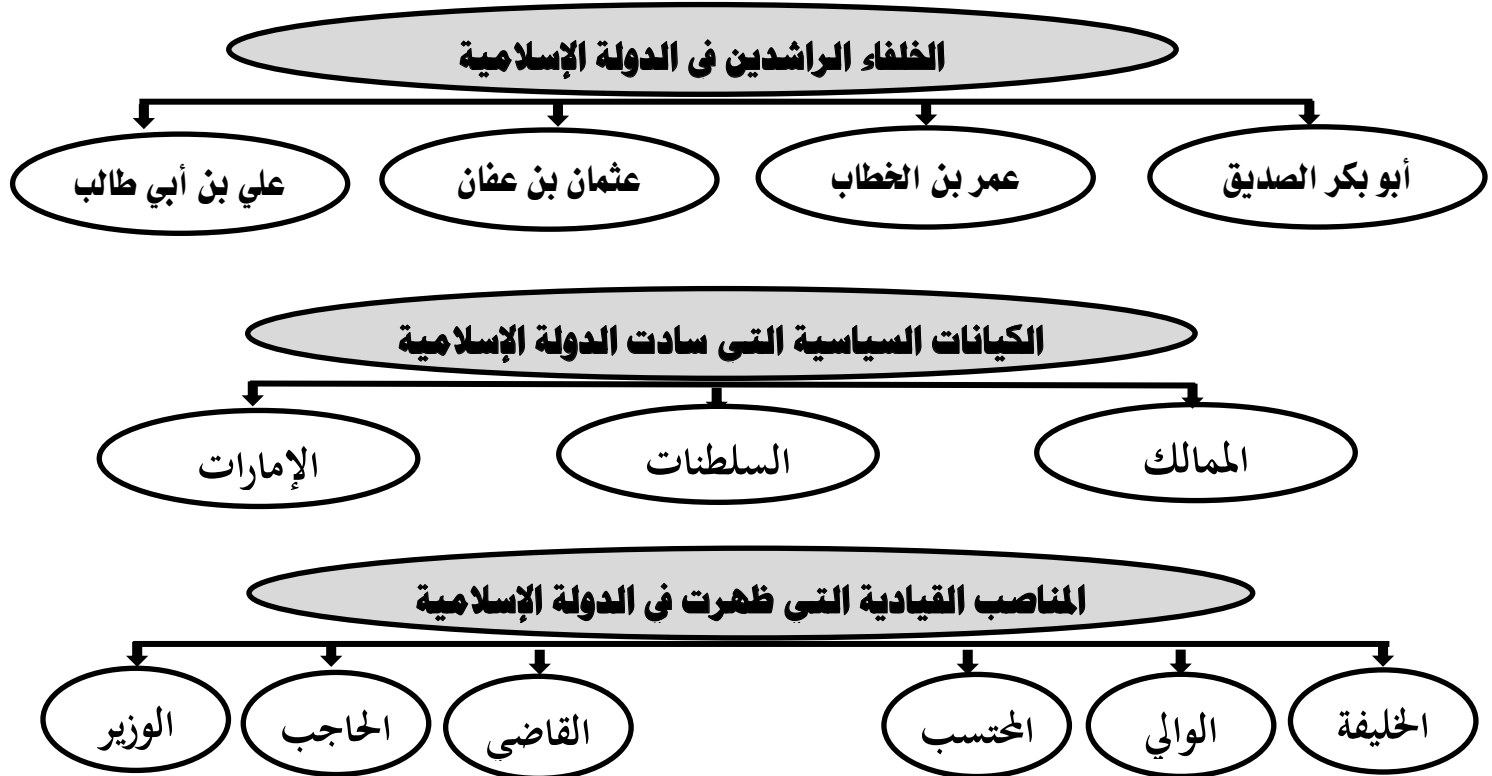 الخلفاء الراشدين فى الدولة الإسلامية
أبو بكر الصديق
عمر بن الخطاب
عثمان بن عفان
علي بن أبي طالب
الكيانات السياسية التى سادت الدولة الإسلامية
الممالك
السلطنات
الإمارات
المناصب القيادية التي ظهرت فى الدولة الإسلامية
الخليفة
الوالي
المحتسب
القاضي
الحاجب
الوزير